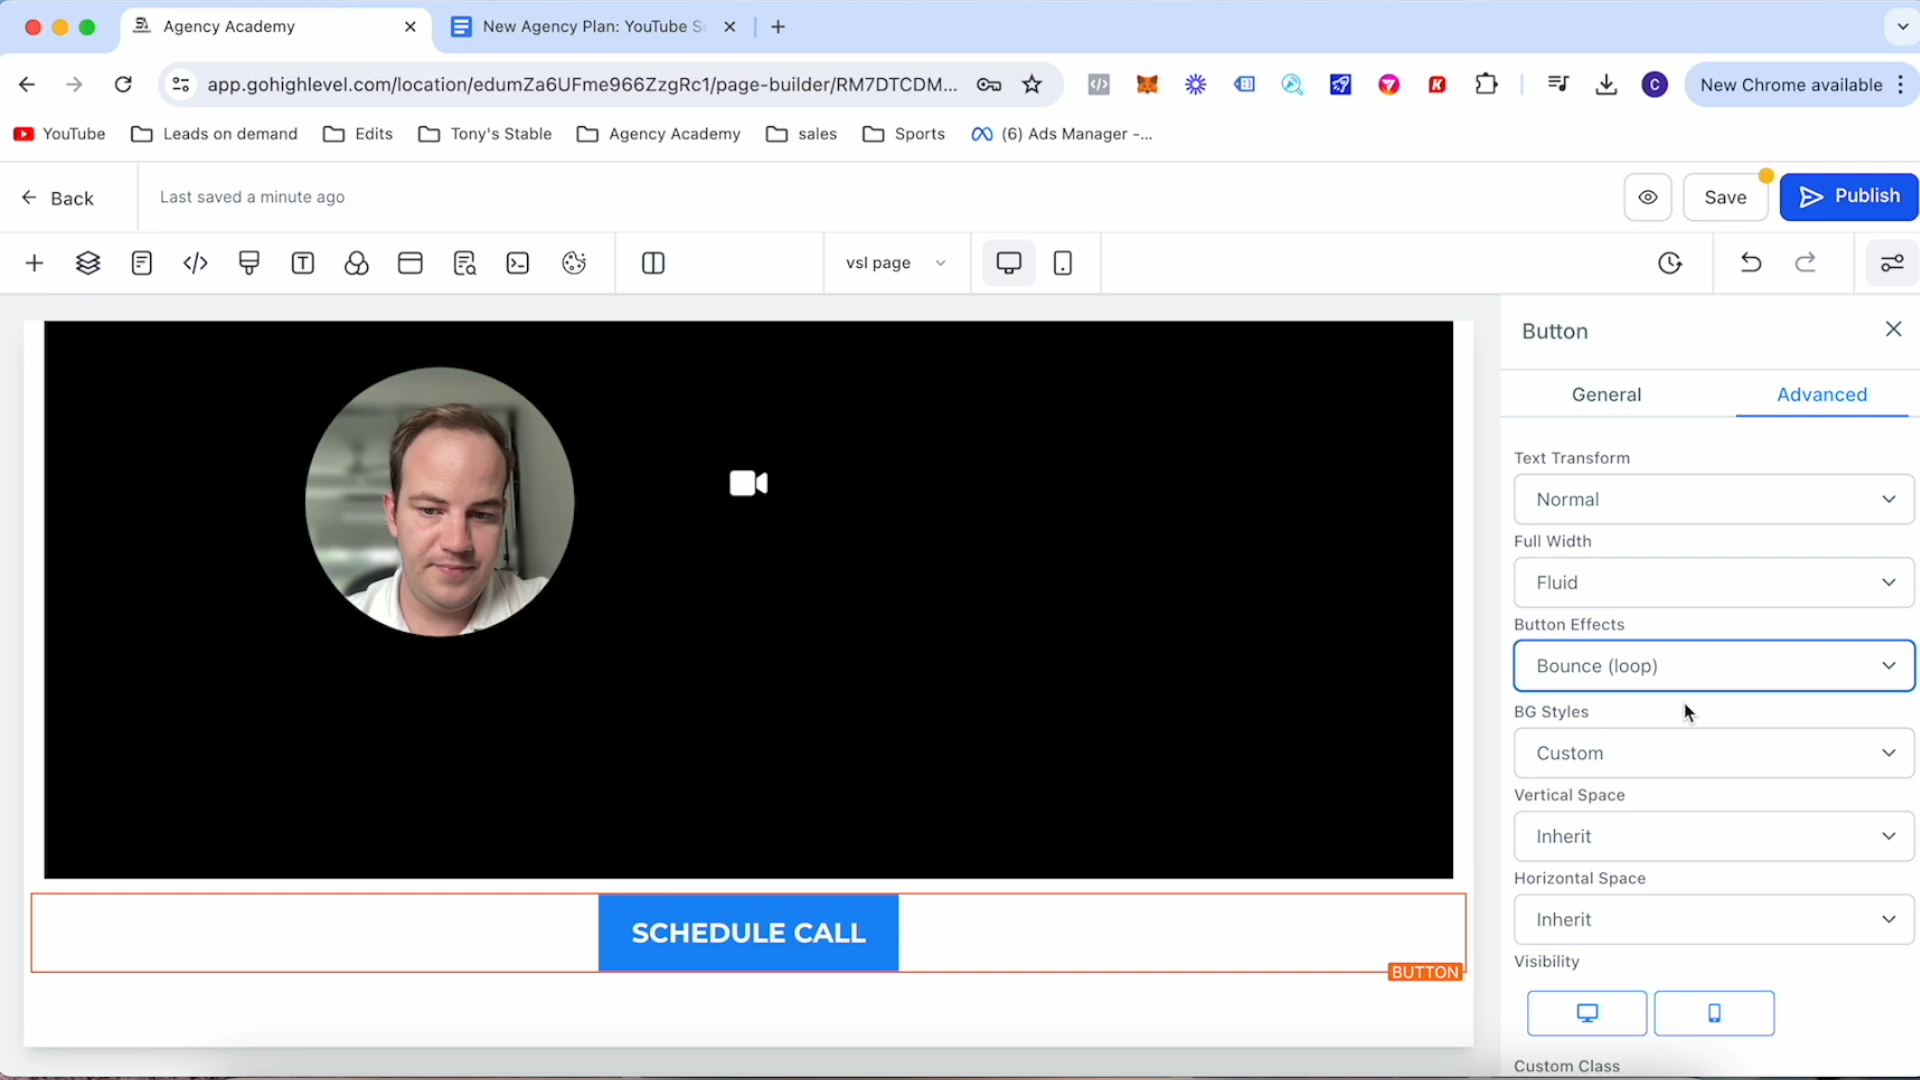 Agency Academy
New Agency Plan: YouTube S
app.gohighlevel.com/location/edumZa6UFme966ZzgRc1/page-builder/RM7DTCDM...
C
New Chrome available
YouTube
Leads on demand
Edits
Tony's Stable
Agency Academy
sales
Sports
(6) Ads Manager -...
Back
Last saved a minute ago
Save
Publish
vsl page
Button
General
Advanced
Text Transform
Normal
Full Width
Fluid
Button Effects
Bounce (loop)
BG Styles
Custom
Vertical Space
Inherit
Horizontal Space
Inherit
Visibility
Custom Class
SCHEDULE CALL
BUTTON